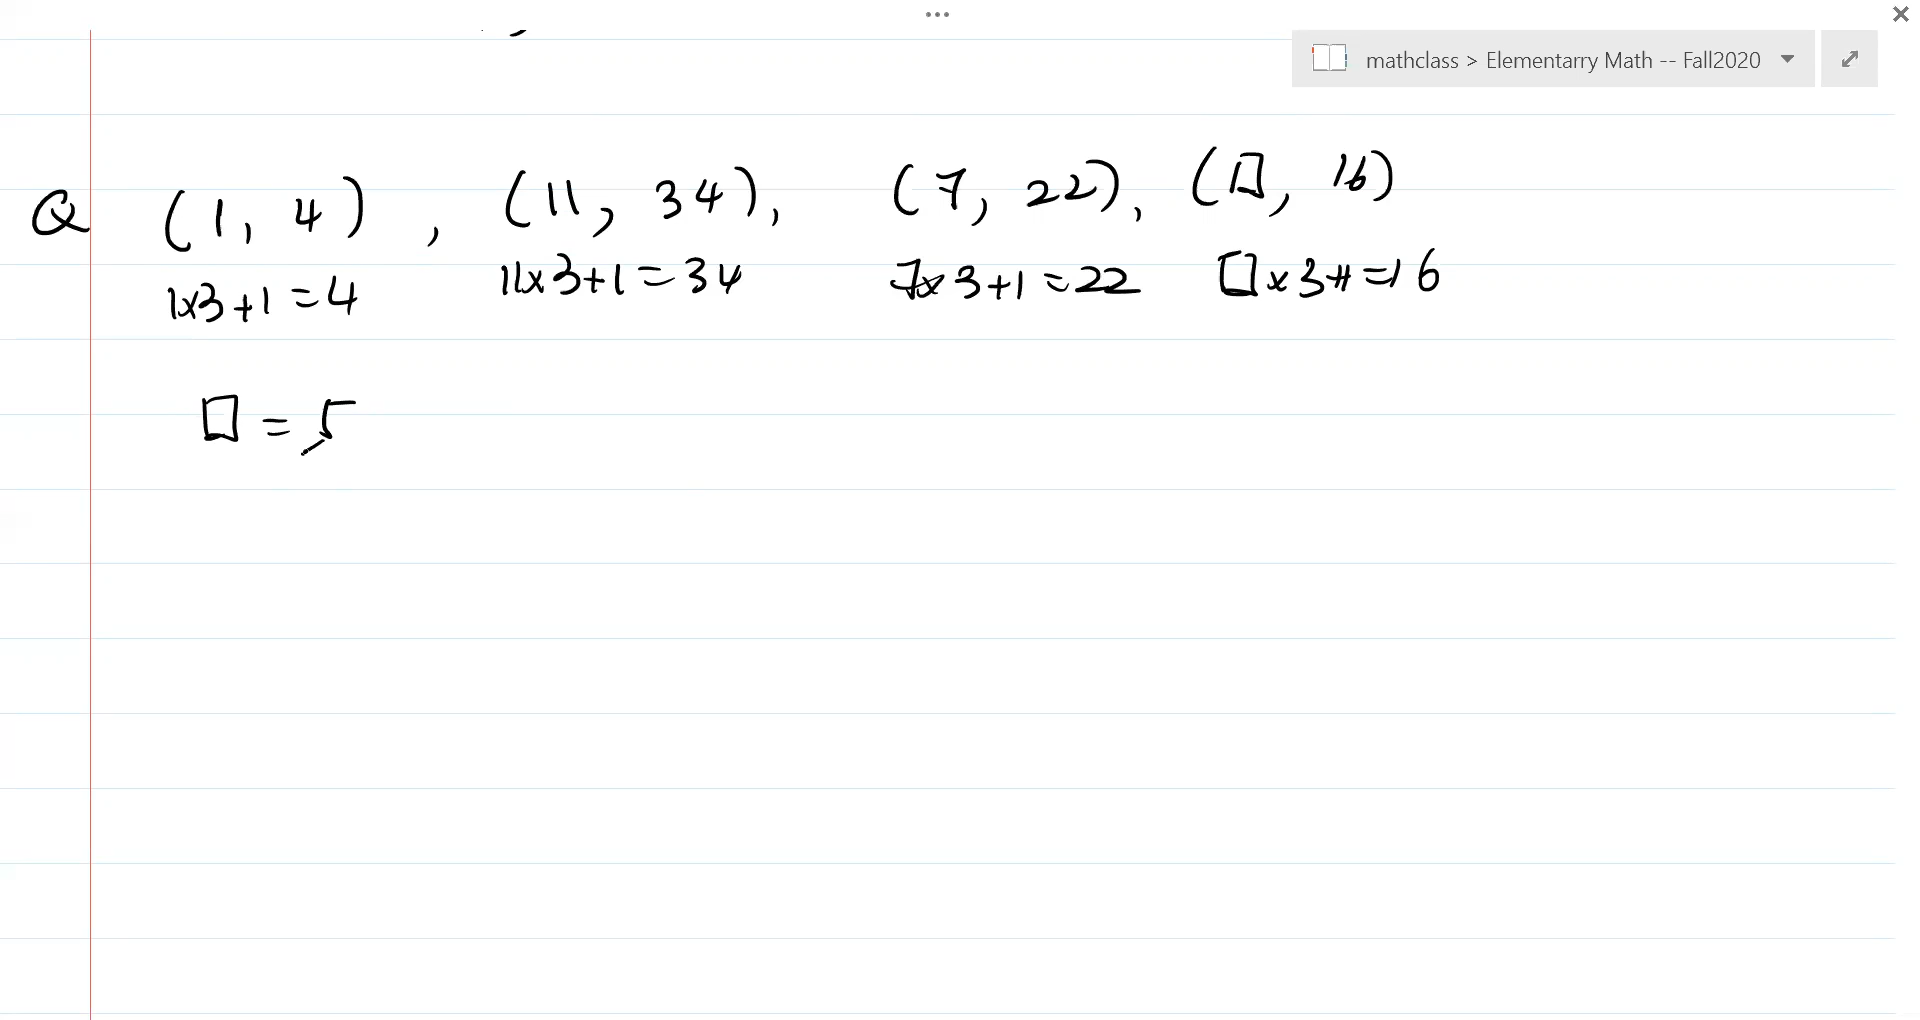 mathclass > Elementarry Math -- Fall2020
Q (1, 4), (11, 34), (7, 22), (□, 16)
1x3+1=4 11x3+1=34 7x3+1=22 □x3+1=16
□=5